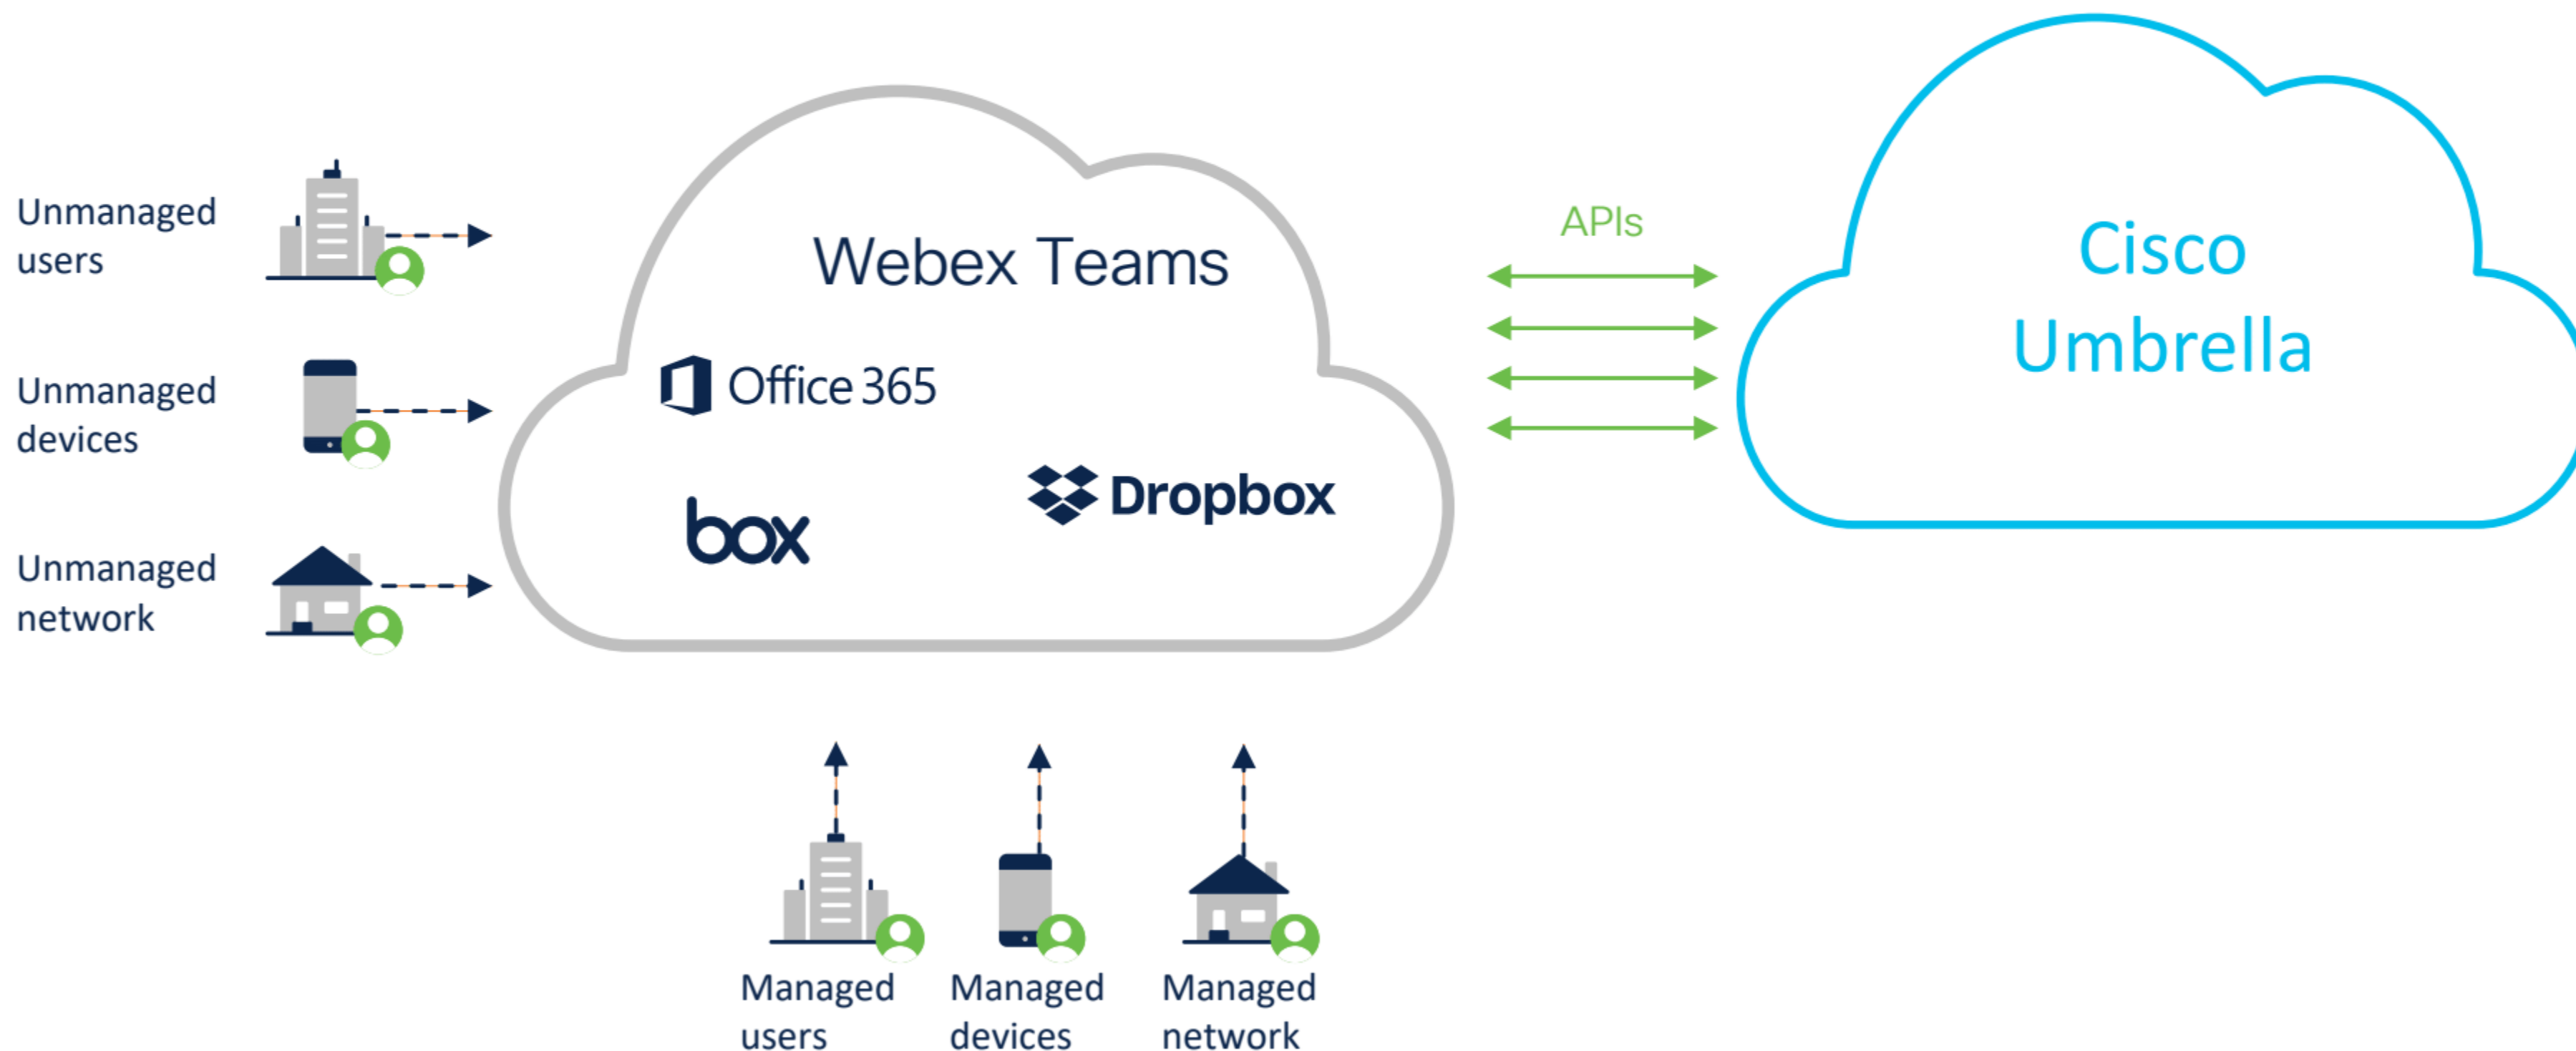 Unmanaged
users
Unmanaged
devices
Unmanaged
network
Webex Teams
Office 365
box
Dropbox
APIs
Cisco
Umbrella
Managed
users
Managed
devices
Managed
network